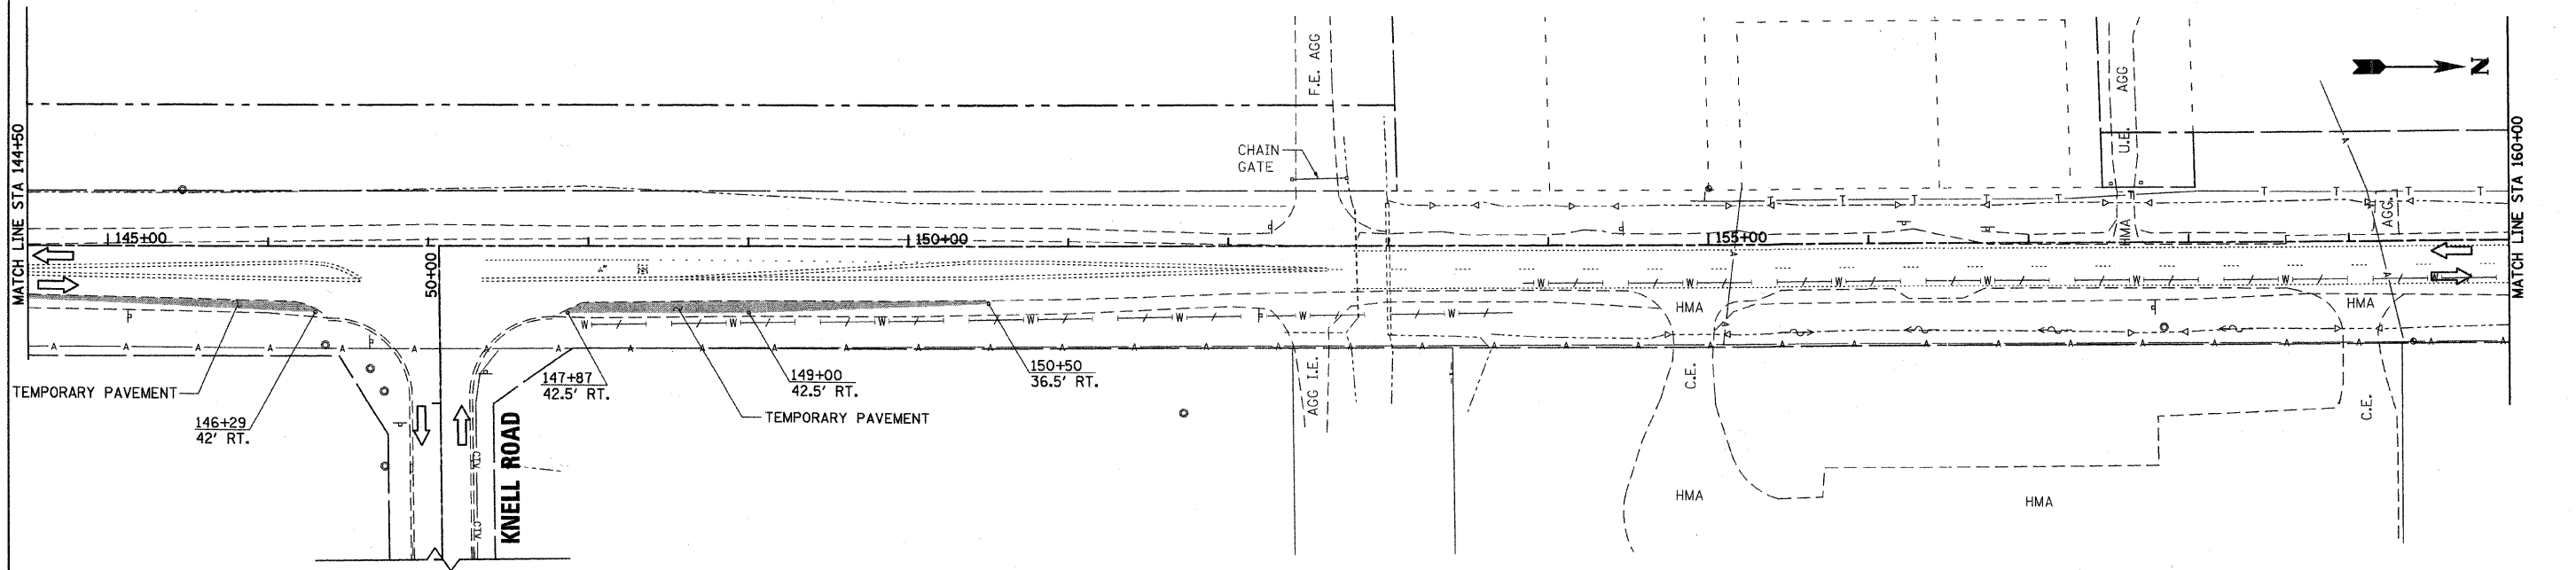 MATCH LINE STA 144+50
145+00
50+00
150+00
155+00
F.E. AGG
CHAIN
GATE
U.E. AGG
HMA
AGG.
N
MATCH LINE STA 160+00
T T T T T T T T T
W W W W W W W
W W W W W W W
HMA
HMA
A A A A A A A A A A A A A A A A A A A A A A A A A A A A A A A A A A A
TEMPORARY PAVEMENT
146+29
42' RT.
147+87
42.5' RT.
149+00
42.5' RT.
150+50
36.5' RT.
TEMPORARY PAVEMENT
KNELL ROAD
CTV
CTV
AGG I.E.
C.E.
C.E.
HMA
HMA